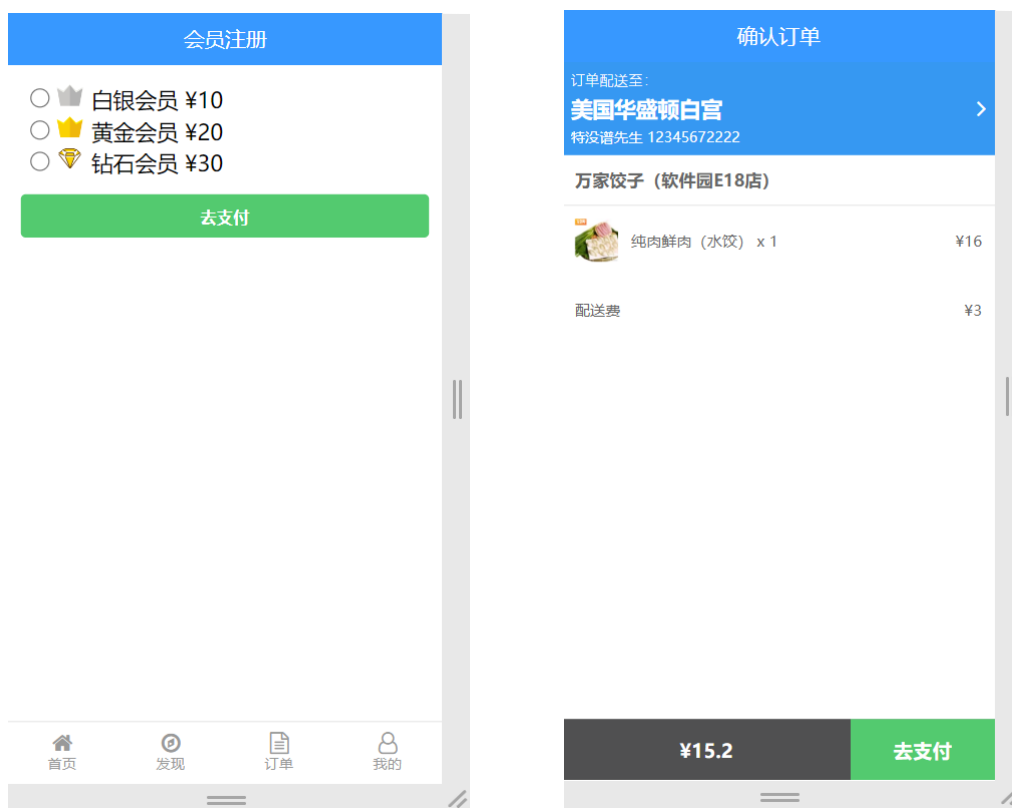 会员注册
白银会员 ¥10
黄金会员 ¥20
钻石会员 ¥30
去支付
首页
发现
订单
我的
确认订单
订单配送至：
美国华盛顿白宫
特没谱先生 12345672222
万家饺子（软件园E18店）
纯肉鲜肉（水饺） x 1
¥16
配送费
¥3
¥15.2
去支付